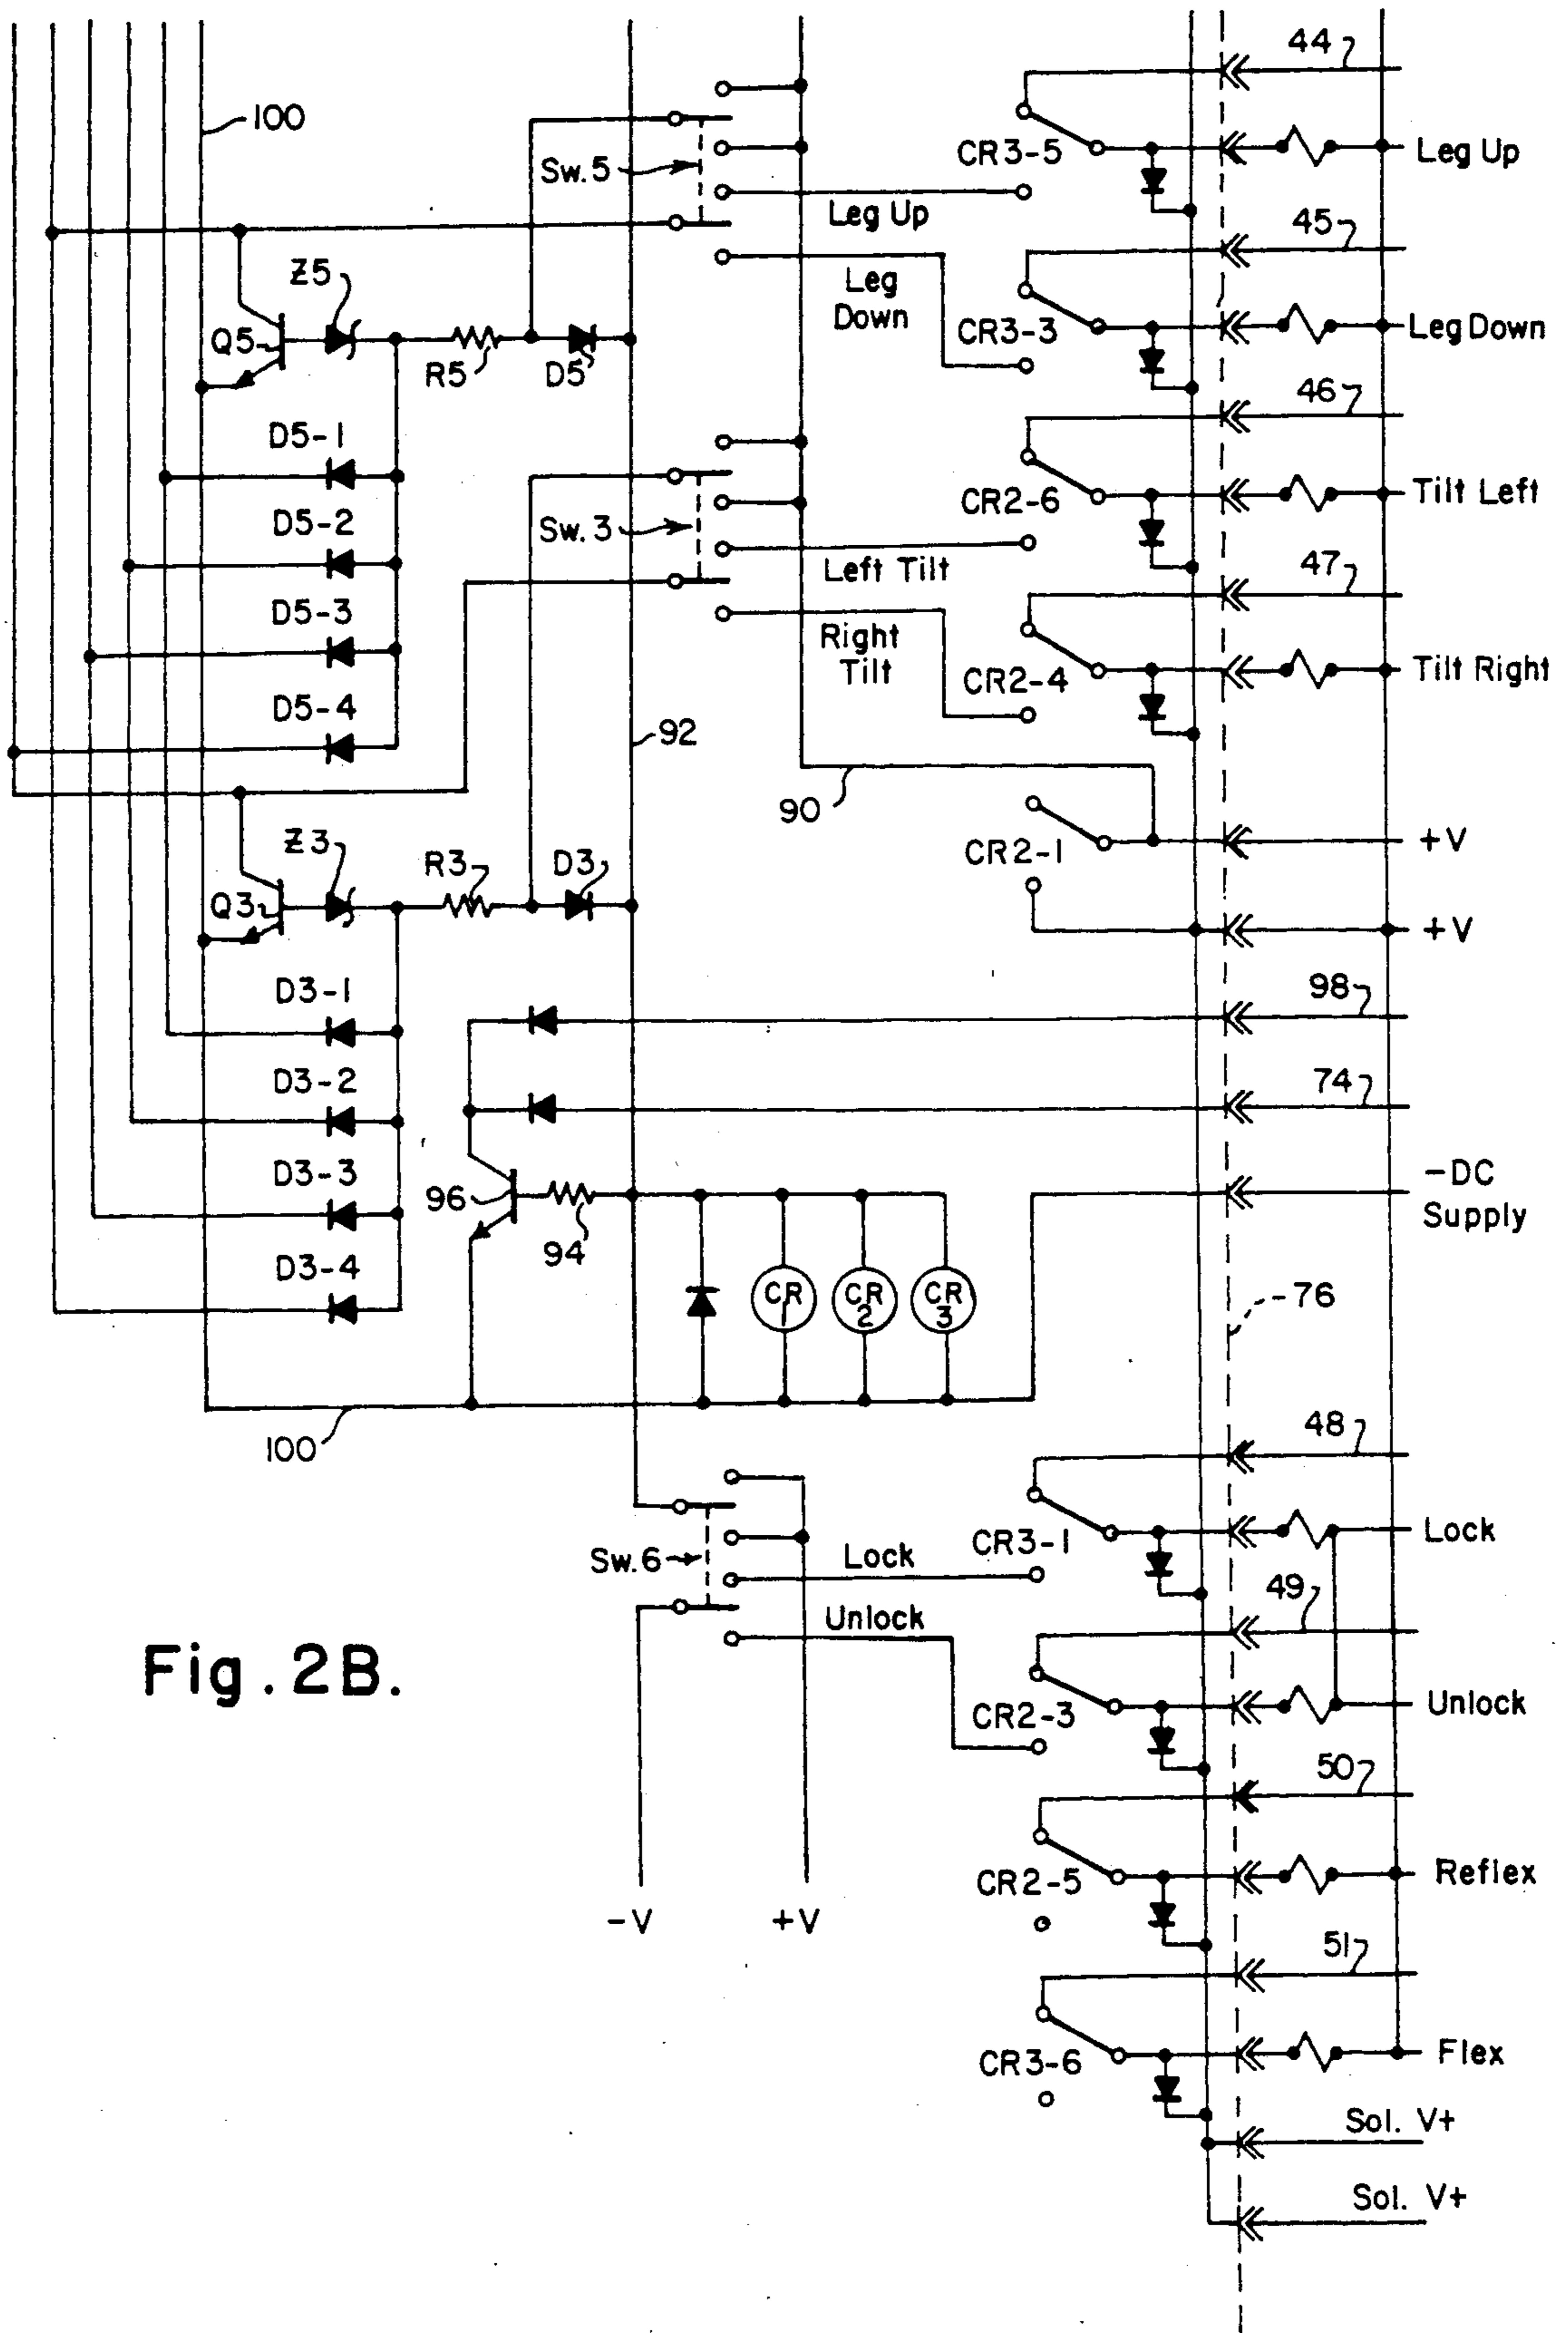 44
100
CR3-5
Leg Up
Sw. 5
Leg Up
45
Z5
Leg
Down
Q5
CR3-3
Leg Down
R5
D5
46
D5-1
CR2-6
Tilt Left
D5-2
Sw. 3
Left Tilt
47
D5-3
Right
Tilt
CR2-4
Tilt Right
D5-4
92
90
Z3
R3
D3
CR2-1
+V
Q3
+V
D3-1
98
D3-2
74
D3-3
96
94
-DC
Supply
D3-4
CR
1
CR
2
CR
3
76
100
48
CR3-1
Lock
Sw. 6
Lock
49
Unlock
Fig. 2B.
CR2-3
Unlock
50
CR2-5
Reflex
-V
+V
51
CR3-6
Flex
Sol. V+
Sol. V+